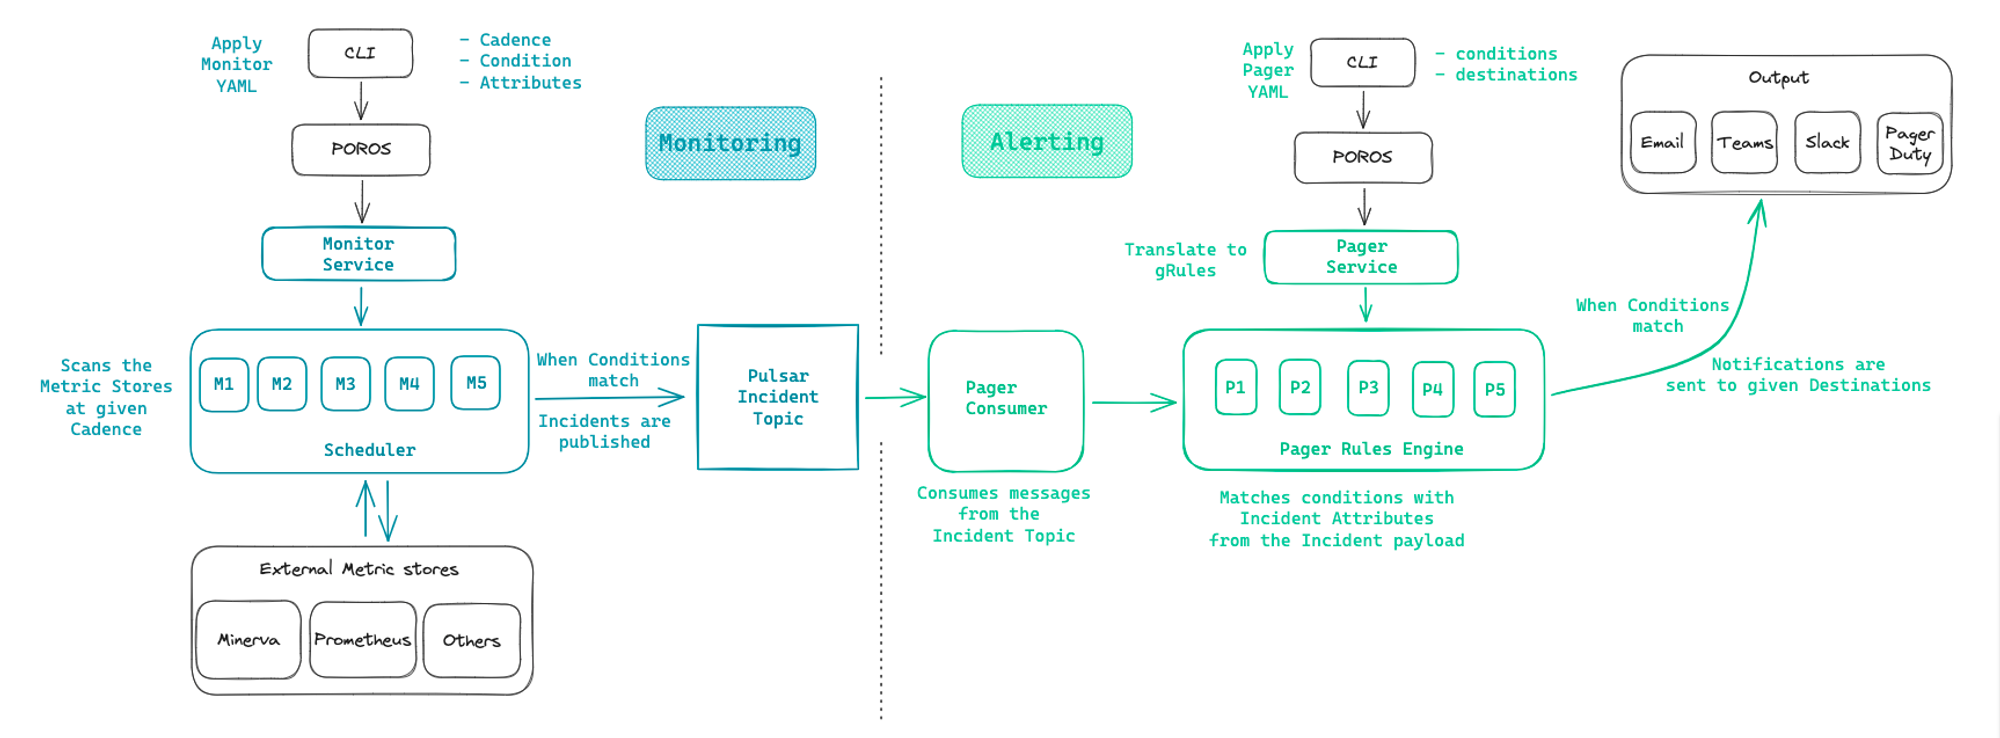 Apply
Monitor
YAML
CLI
- Cadence
- Condition
- Attributes
POROS
Monitoring
Monitor
Service
Scans the
Metric Stores
at given
Cadence
M1 M2 M3 M4 M5
Scheduler
When Conditions
match
Incidents are
published
Pulsar
Incident
Topic
External Metric stores
Minerva Prometheus Others
Alerting
Apply
Pager
YAML
CLI
- conditions
- destinations
POROS
Translate to
gRules
Pager
Service
Pager
Consumer
Consumes messages
from the
Incident Topic
P1 P2 P3 P4 P5
Pager Rules Engine
Matches conditions with
Incident Attributes
from the Incident payload
When Conditions
match
Notifications are
sent to given Destinations
Output
Email Teams Slack
Pager
Duty